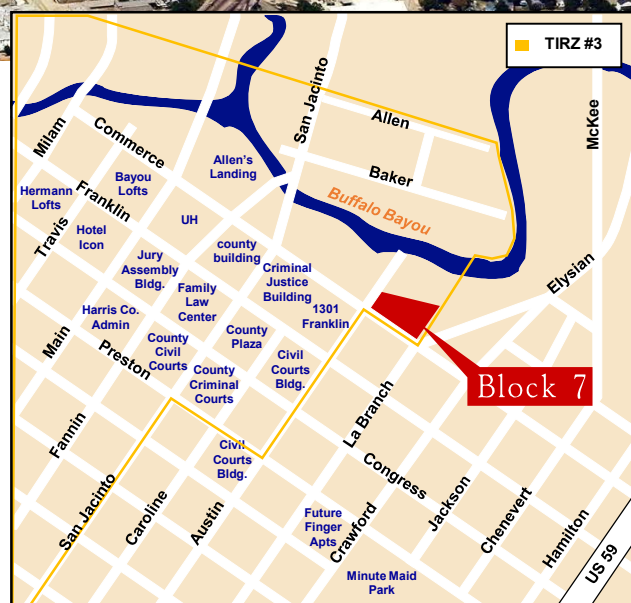 TIRZ #3
San Jacinto
McKee
Allen
Milam
Commerce
Allen's
Landing
Baker
Bayou
Lofts
Hermann
Lofts
Franklin
Buffalo Bayou
UH
Travis
Hotel
Icon
county
building
Jury
Assembly
Bldg.
Criminal
Justice
Building
Elysian
Family
Law
Center
Harris Co.
Admin
1301
Franklin
Main
Preston
County
Civil
Courts
County
Plaza
Civil
Courts
Bldg.
County
Criminal
Courts
Block 7
La Branch
Fannin
Civil
Courts
Bldg.
Congress
San Jacinto
Caroline
Austin
Future
Finger
Apts
Crawford
Jackson
Chenevert
Hamilton
US 59
Minute Maid
Park